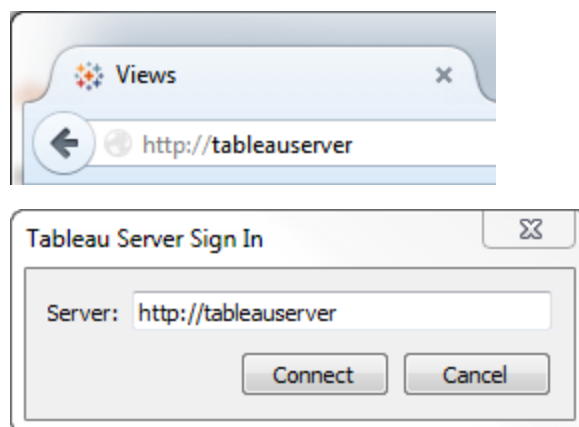 Views
http://tableauserver
Tableau Server Sign In
Server: http://tableauserver
Connect Cancel